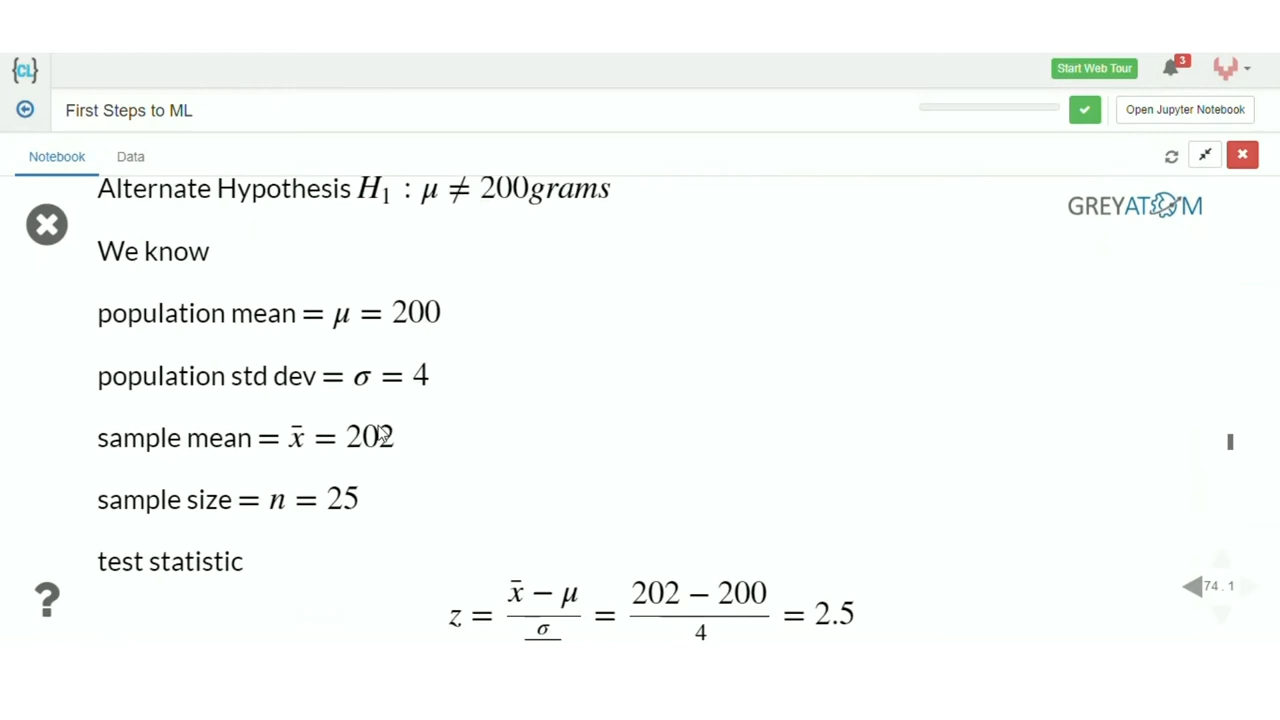 {CL}
Start Web Tour
3
First Steps to ML
Open Jupyter Notebook
Notebook
Data
Alternate Hypothesis H₁ : μ ≠ 200grams
GREYATOM
We know
population mean = μ = 200
population std dev = σ = 4
sample mean = x̄ = 202
sample size = n = 25
test statistic
?
74.1
x̄ − μ
202 − 200
z = = = 2.5
σ
4